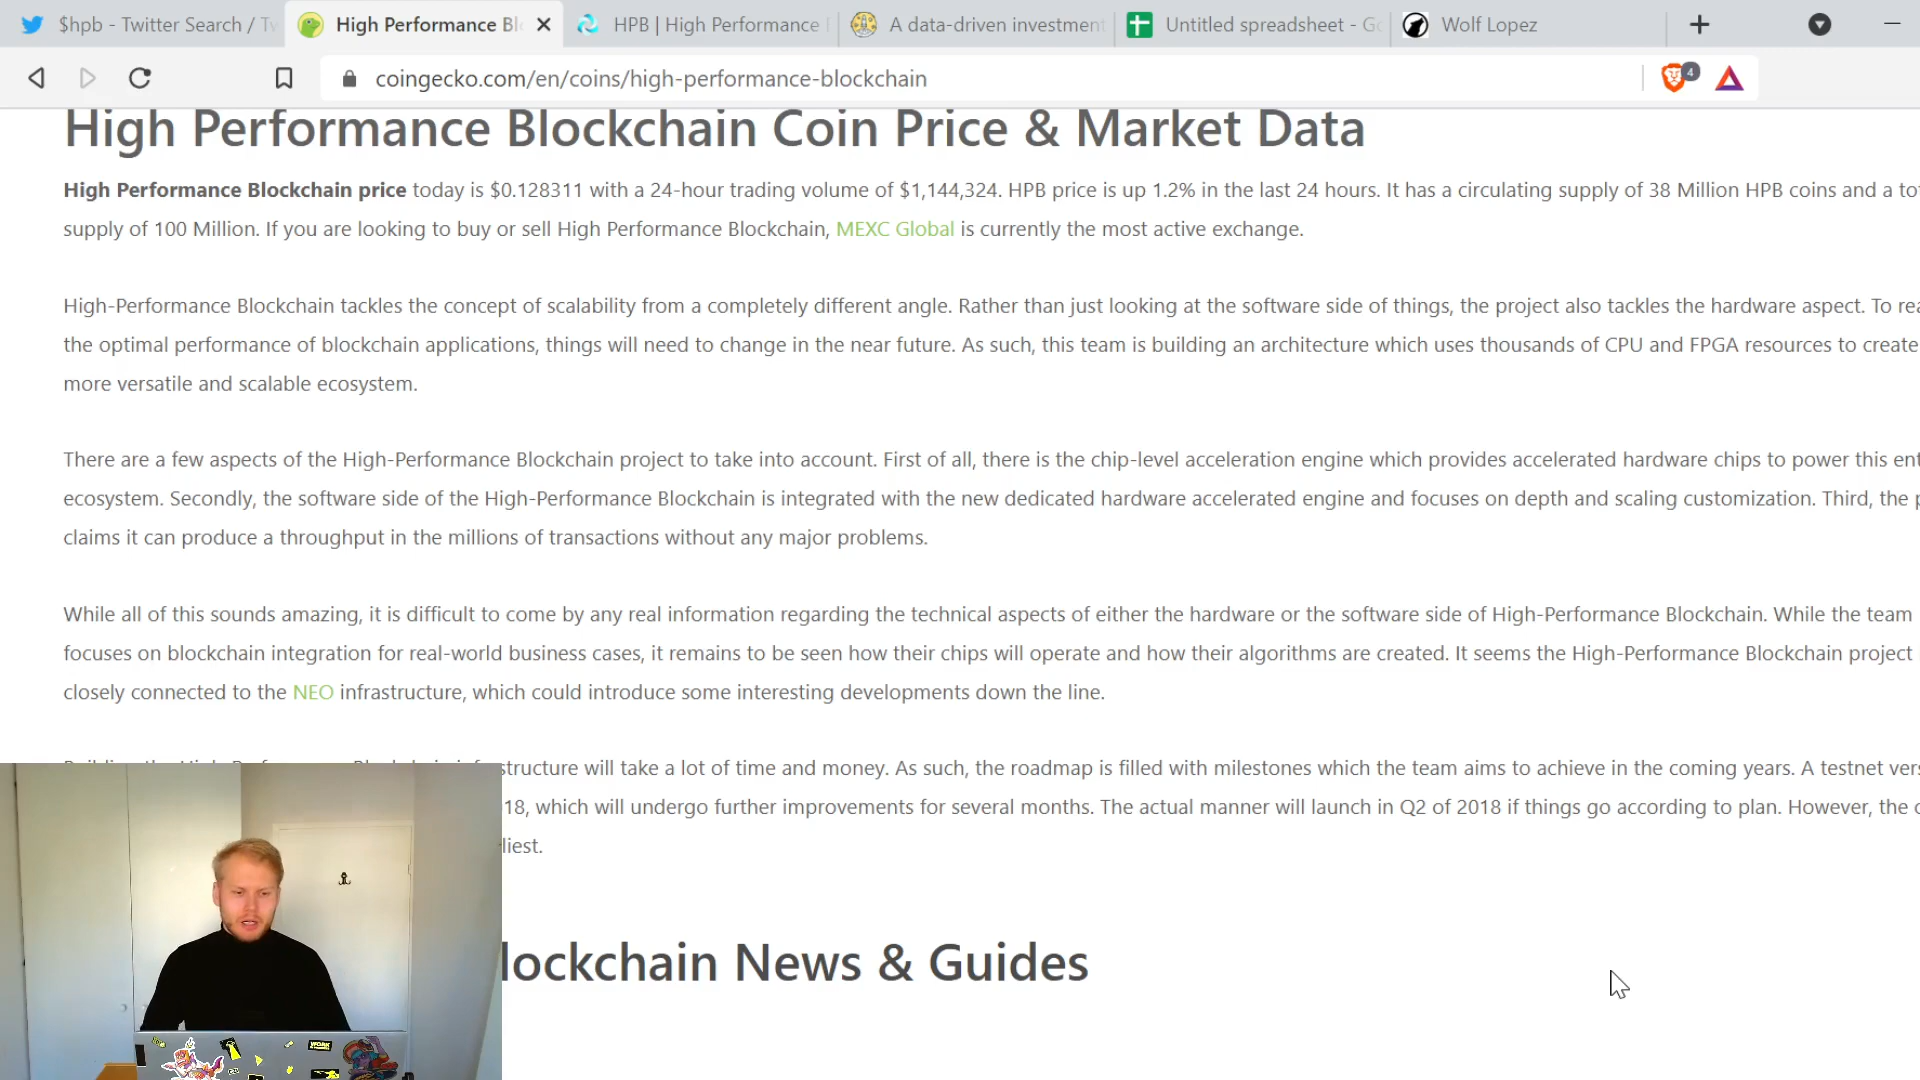 $hpb - Twitter Search / Tw
High Performance Bl
HPB | High Performance
A data-driven investment
Untitled spreadsheet - Go
Wolf Lopez
coingecko.com/en/coins/high-performance-blockchain
4
High Performance Blockchain Coin Price & Market Data
High Performance Blockchain price today is $0.128311 with a 24-hour trading volume of $1,144,324. HPB price is up 1.2% in the last 24 hours. It has a circulating supply of 38 Million HPB coins and a to
supply of 100 Million. If you are looking to buy or sell High Performance Blockchain, MEXC Global is currently the most active exchange.
High-Performance Blockchain tackles the concept of scalability from a completely different angle. Rather than just looking at the software side of things, the project also tackles the hardware aspect. To rea
the optimal performance of blockchain applications, things will need to change in the near future. As such, this team is building an architecture which uses thousands of CPU and FPGA resources to create
more versatile and scalable ecosystem.
There are a few aspects of the High-Performance Blockchain project to take into account. First of all, there is the chip-level acceleration engine which provides accelerated hardware chips to power this ent
ecosystem. Secondly, the software side of the High-Performance Blockchain is integrated with the new dedicated hardware accelerated engine and focuses on depth and scaling customization. Third, the p
claims it can produce a throughput in the millions of transactions without any major problems.
While all of this sounds amazing, it is difficult to come by any real information regarding the technical aspects of either the hardware or the software side of High-Performance Blockchain. While the team
focuses on blockchain integration for real-world business cases, it remains to be seen how their chips will operate and how their algorithms are created. It seems the High-Performance Blockchain project
closely connected to the NEO infrastructure, which could introduce some interesting developments down the line.
structure will take a lot of time and money. As such, the roadmap is filled with milestones which the team aims to achieve in the coming years. A testnet vers
18, which will undergo further improvements for several months. The actual manner will launch in Q2 of 2018 if things go according to plan. However, the
liest.
lockchain News & Guides